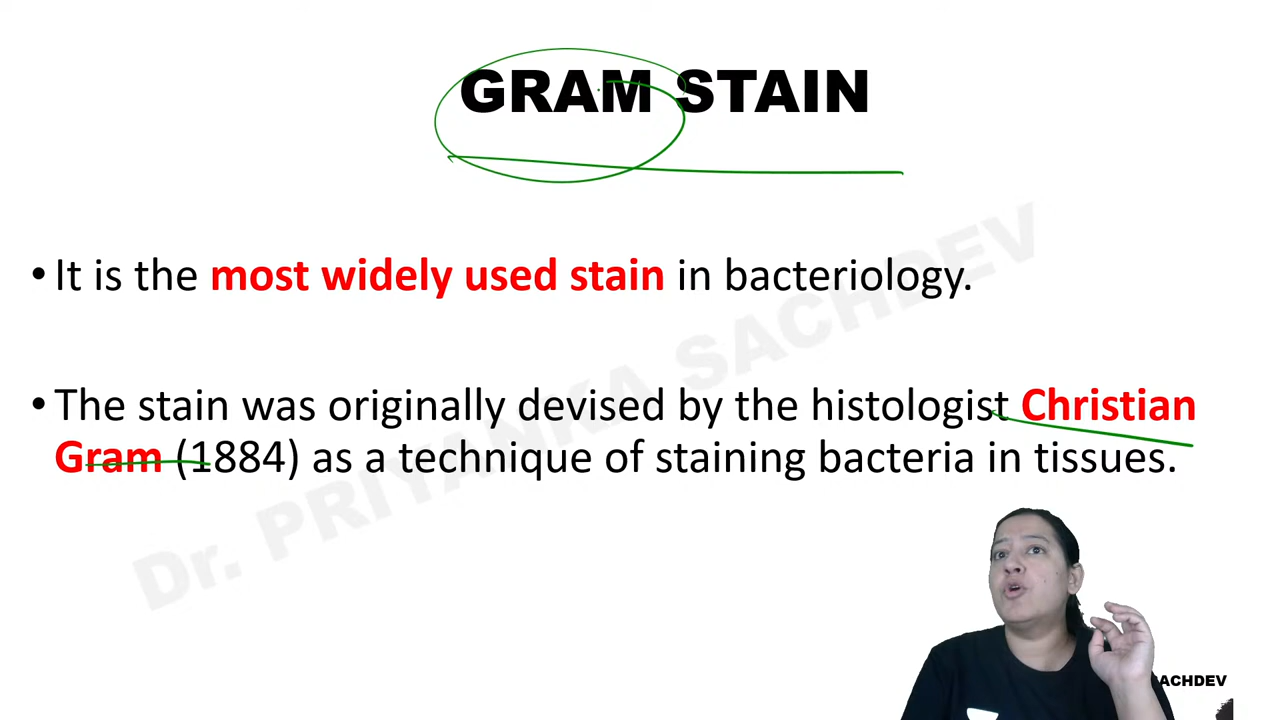 GRAM STAIN
• It is the most widely used stain in bacteriology.
• The stain was originally devised by the histologist Christian
Gram (1884) as a technique of staining bacteria in tissues.
Dr. PRIYANKA SACHDEV
SACHDEV